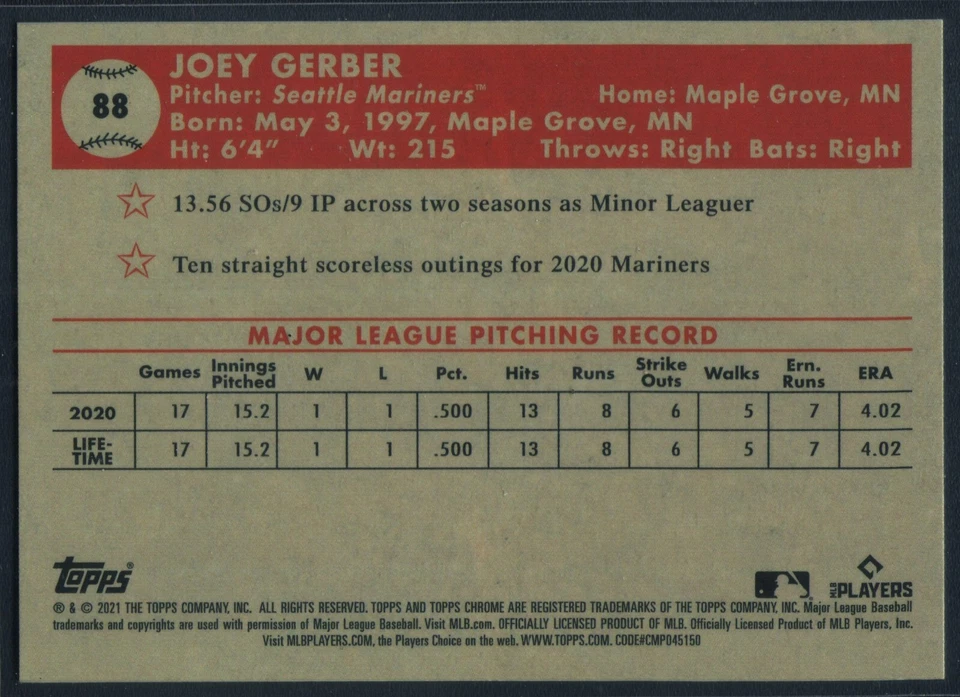 88
JOEY GERBER
Pitcher: Seattle Mariners™ Home: Maple Grove, MN
Born: May 3, 1997, Maple Grove, MN
Ht: 6'4" Wt: 215 Throws: Right Bats: Right
13.56 SOs/9 IP across two seasons as Minor Leaguer
Ten straight scoreless outings for 2020 Mariners
MAJOR LEAGUE PITCHING RECORD
Games Innings Pitched W L Pct. Hits Runs Strike Outs Walks Ern. Runs ERA
2020 17 15.2 1 1 .500 13 8 6 5 7 4.02
LIFE-TIME 17 15.2 1 1 .500 13 8 6 5 7 4.02
TOPPS®
MLB PLAYERS
® & © 2021 THE TOPPS COMPANY, INC. ALL RIGHTS RESERVED. TOPPS AND TOPPS CHROME ARE REGISTERED TRADEMARKS OF THE TOPPS COMPANY, INC. Major League Baseball
trademarks and copyrights are used with permission of Major League Baseball. Visit MLB.com. OFFICIALLY LICENSED PRODUCT OF MLB. Officially Licensed Product of MLB Players, Inc.
Visit MLBPLAYERS.COM, the Players Choice on the web. WWW.TOPPS.COM. CODE#CMP045150